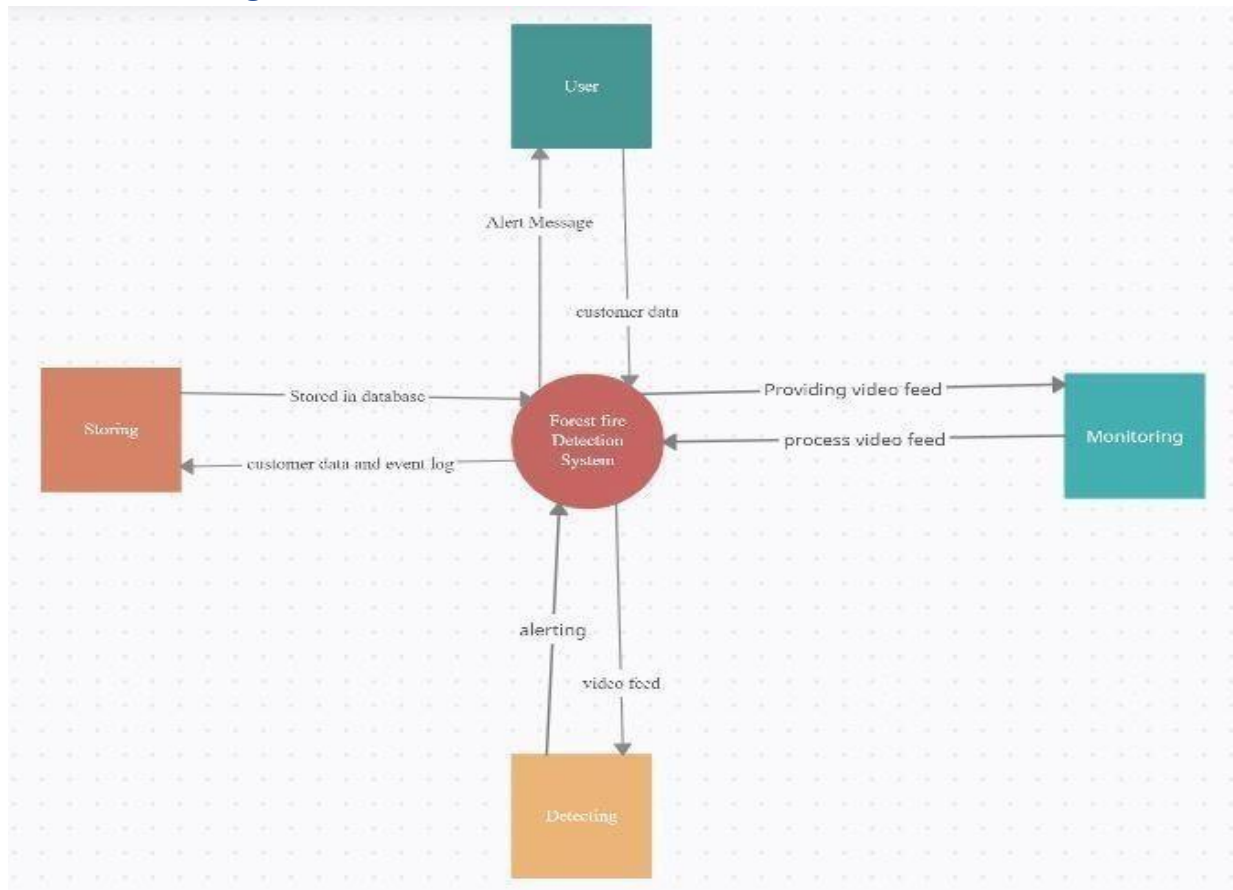 User
Alert Message
customer data
Stored in database
Providing video feed
Storing
Forest fire
Detection
System
process video feed
Monitoring
customer data and event log
alerting
video feed
Detecting